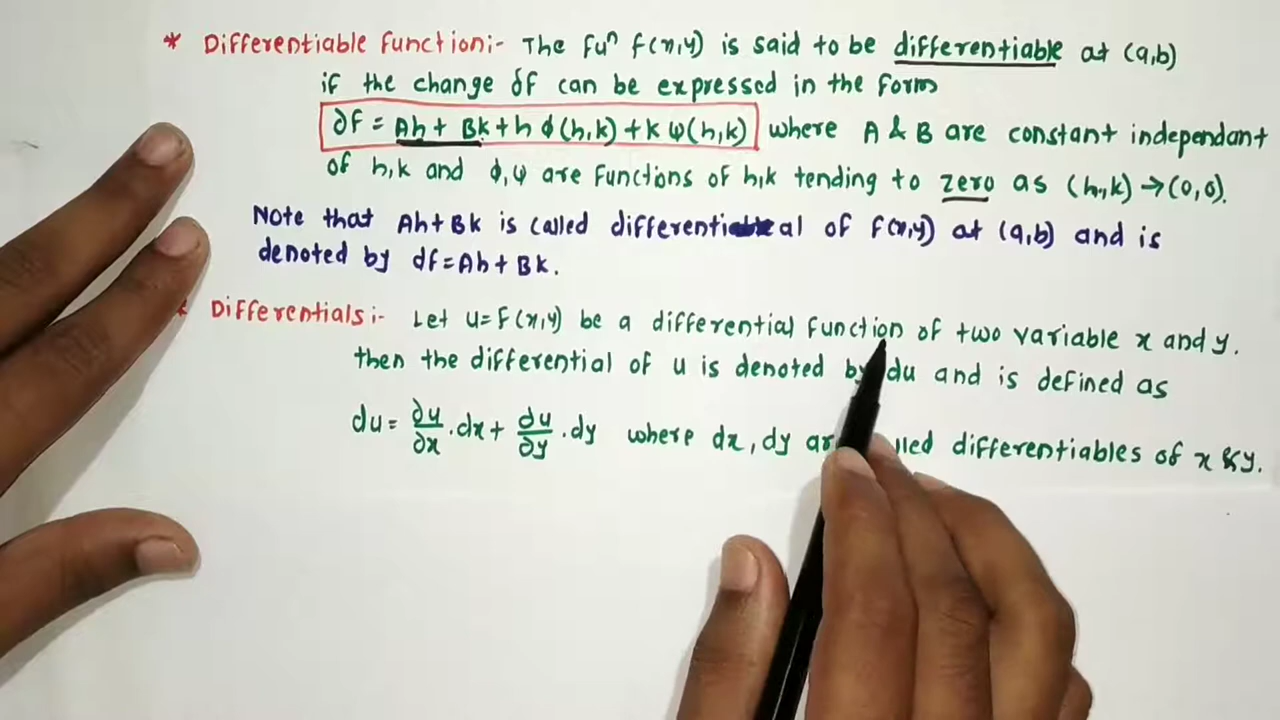 * Differentiable Function:- The Fuⁿ f(x,y) is said to be differentiable at (a,b)
if the change δf can be expressed in the form
∂f = Ah + Bk + h ϕ(h,k) + k ψ(h,k) where A & B are constant independant
of h,k and ϕ,ψ are functions of h,k tending to zero as (h,k) → (0,0).
Note that Ah+Bk is called differential of f(x,y) at (a,b) and is
denoted by df=Ah+Bk.
* Differentials:- Let u=f(x,y) be a differential function of two variable x and y.
then the differential of u is denoted by du and is defined as
du = ∂u/∂x . dx + ∂u/∂y . dy where dx, dy called differentiables of x & y.